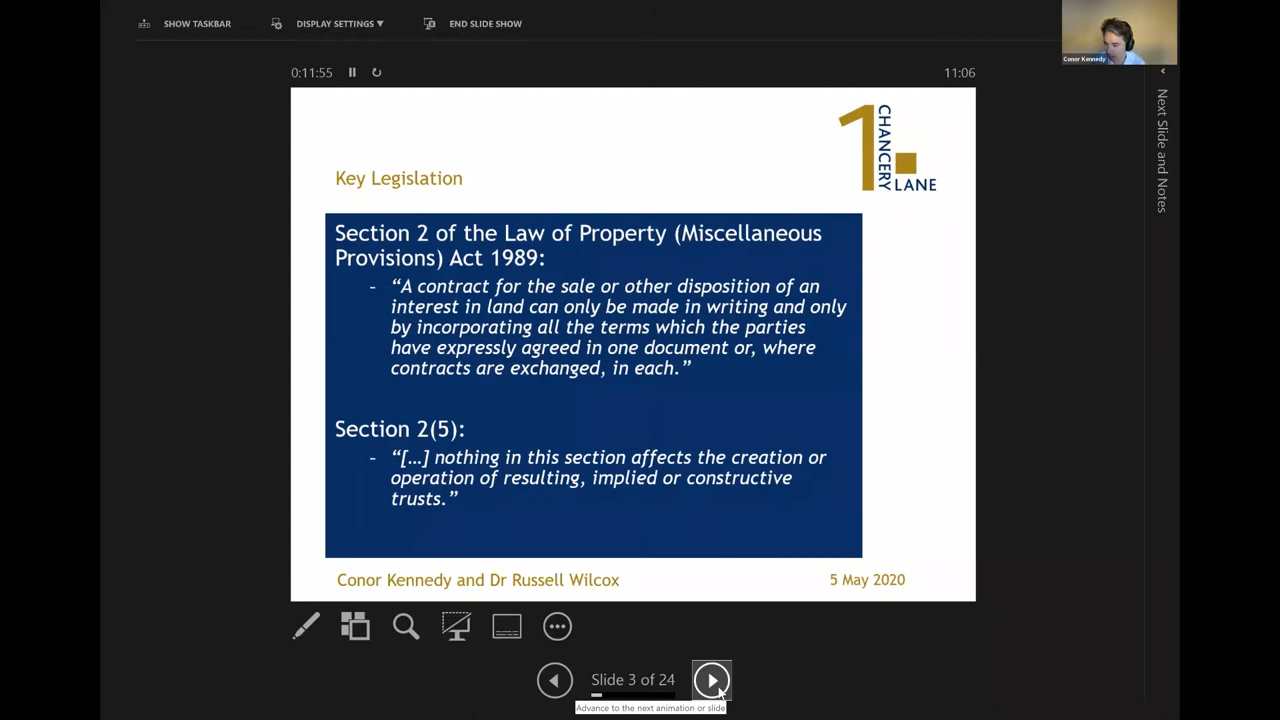 SHOW TASKBAR
DISPLAY SETTINGS ▼
END SLIDE SHOW
Conor Kennedy
0:11:55
11:06
Next Slide and Notes
1 CHANCERY LANE
Key Legislation
Section 2 of the Law of Property (Miscellaneous
Provisions) Act 1989:
- “A contract for the sale or other disposition of an
interest in land can only be made in writing and only
by incorporating all the terms which the parties
have expressly agreed in one document or, where
contracts are exchanged, in each.”
Section 2(5):
- “[…] nothing in this section affects the creation or
operation of resulting, implied or constructive
trusts.”
Conor Kennedy and Dr Russell Wilcox
5 May 2020
Slide 3 of 24
Advance to the next animation or slide